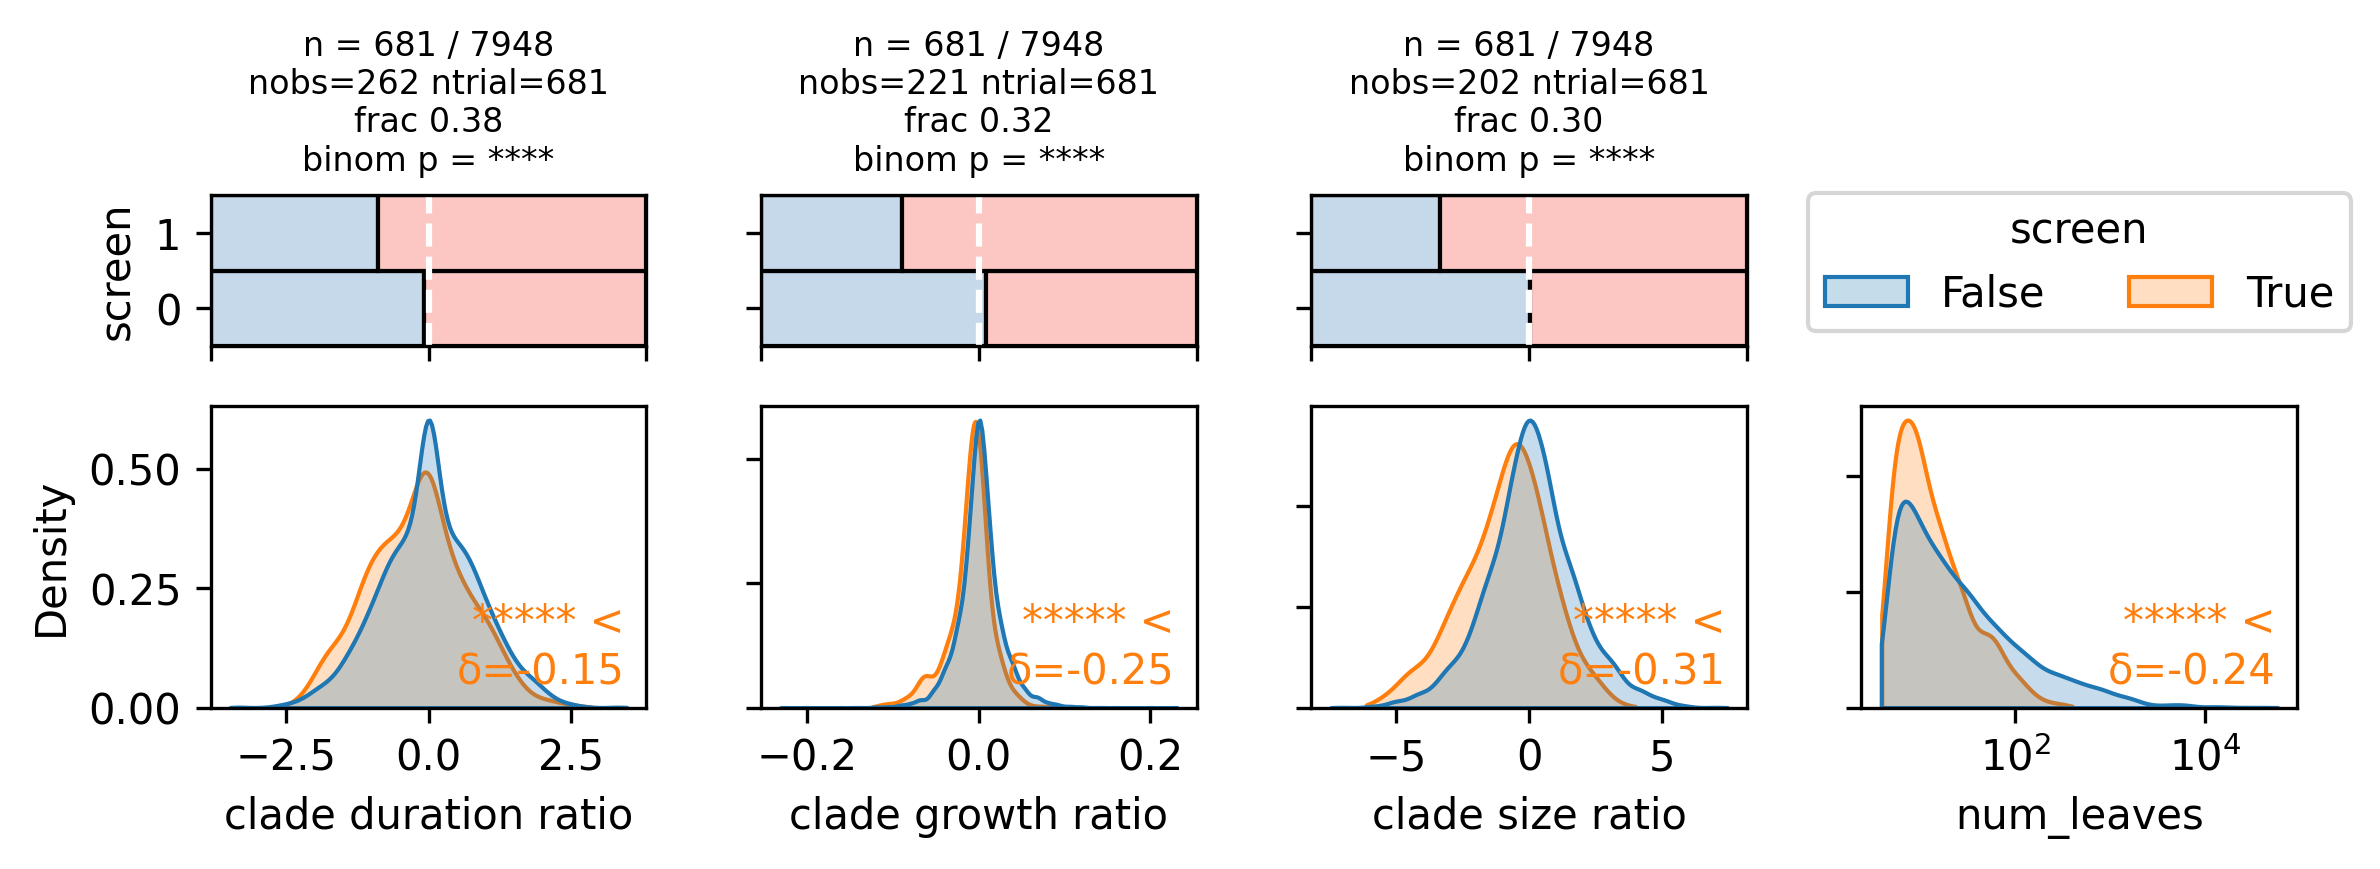 n = 681 / 7948
nobs=262 ntrial=681
frac 0.38
binom p = ****
n = 681 / 7948
nobs=221 ntrial=681
frac 0.32
binom p = ****
n = 681 / 7948
nobs=202 ntrial=681
frac 0.30
binom p = ****
screen
1
0
screen
False
True
Density
0.50
0.25
0.00
***** <
δ=-0.15
−2.5
0.0
2.5
clade duration ratio
***** <
δ=-0.25
−0.2
0.0
0.2
clade growth ratio
***** <
δ=-0.31
−5
0
5
clade size ratio
***** <
δ=-0.24
10²
10⁴
num_leaves